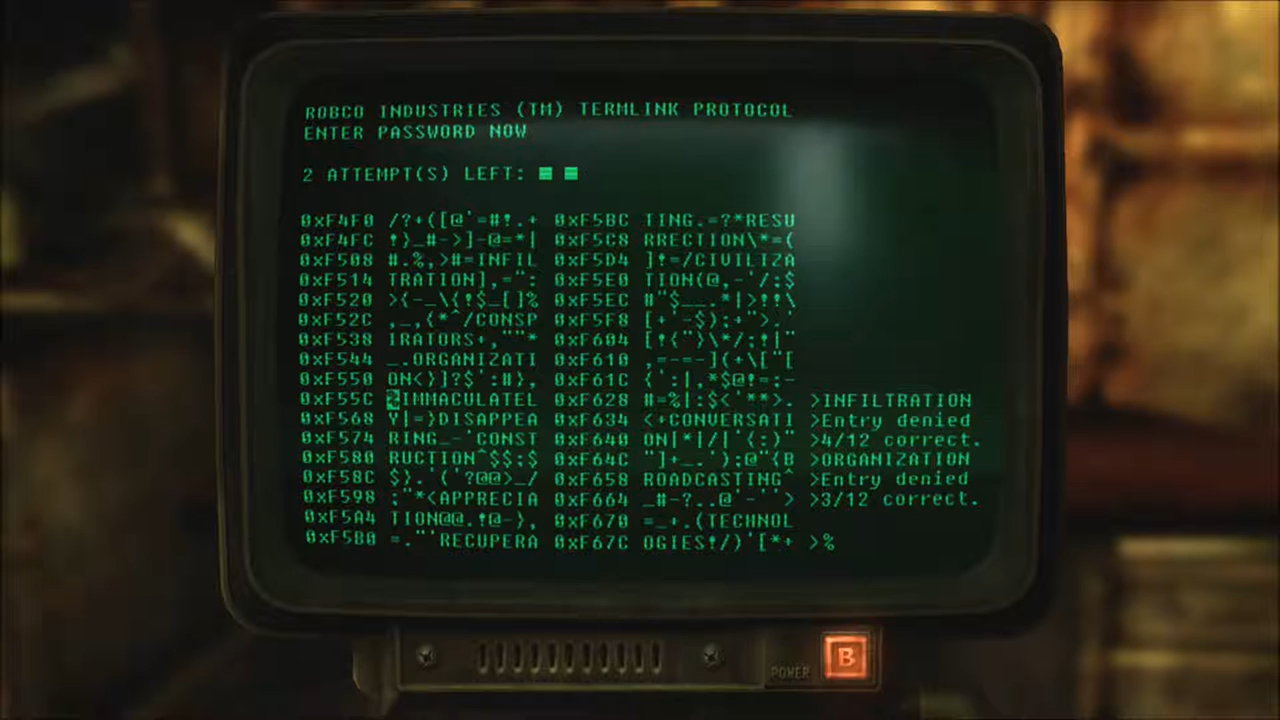 ROBCO INDUSTRIES (TM) TERMLINK PROTOCOL
ENTER PASSWORD NOW
2 ATTEMPT(S) LEFT: ■ ■
0xF4F0 /?+([@'=#!.+ 0xF5BC TING.=?*RESU
0xF4FC !}_#->]-@=*| 0xF5C8 RRECTION\*=(
0xF508 #.%,>#=INFIL 0xF5D4 ]!=/CIVILIZA
0xF514 TRATION],=": 0xF5E0 TION(@,-'/:$
0xF520 >{-_\{!$_[]% 0xF5EC #"$__.*|>!!\
0xF52C ,_,{*^/CONSP 0xF5F8 [+'-$);+">.'
0xF538 IRATORS+,""* 0xF604 [!{"}\*/;!|"
0xF544 _.ORGANIZATI 0xF610 ,=-=-](+\["[
0xF550 ON<}]?$':#}, 0xF61C {':|,*$@!=;-
0xF55C %IMMACULATEL 0xF628 #=%|:$<'**>. >INFILTRATION
0xF568 Y|=}DISAPPEA 0xF634 <+CONVERSATI >Entry denied
0xF574 RING_-'CONST 0xF640 ON|*|/|'{:)" >4/12 correct.
0xF580 RUCTION^$$;$ 0xF64C "]+_.');@"{B >ORGANIZATION
0xF58C $}.'('?@@>_/ 0xF658 ROADCASTING^ >Entry denied
0xF598 ;"*<APPRECIA 0xF664 _#-?..@'-''> >3/12 correct.
0xF5A4 TION@@.!@-}, 0xF670 =_+.(TECHNOL
0xF5B0 =."'RECUPERA 0xF67C OGIES!/)'[*+ >%
POWER
B